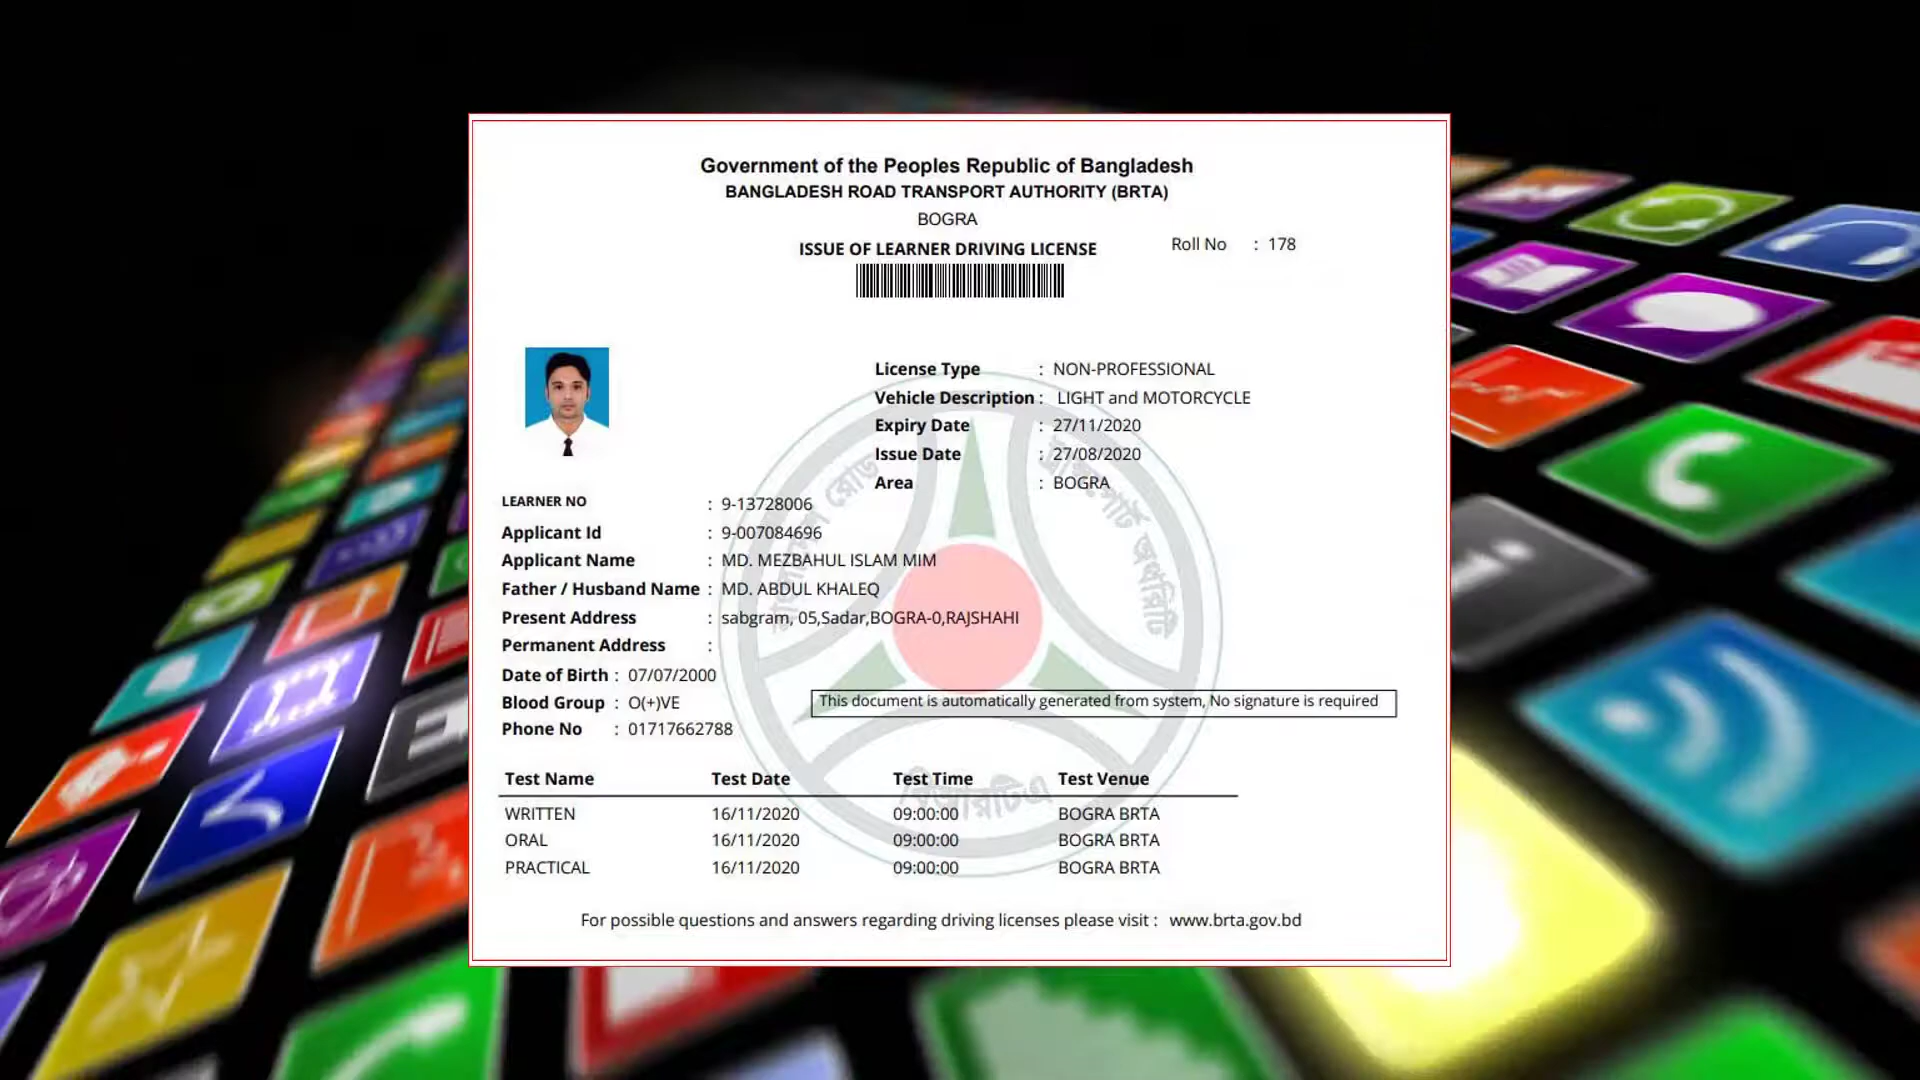 Government of the Peoples Republic of Bangladesh
BANGLADESH ROAD TRANSPORT AUTHORITY (BRTA)
BOGRA
ISSUE OF LEARNER DRIVING LICENSE
Roll No : 178
License Type : NON-PROFESSIONAL
Vehicle Description : LIGHT and MOTORCYCLE
Expiry Date : 27/11/2020
Issue Date : 27/08/2020
Area : BOGRA
LEARNER NO : 9-13728006
Applicant Id : 9-007084696
Applicant Name : MD. MEZBAHUL ISLAM MIM
Father / Husband Name : MD. ABDUL KHALEQ
Present Address : sabgram, 05,Sadar,BOGRA-0,RAJSHAHI
Permanent Address :
Date of Birth : 07/07/2000
Blood Group : O(+)VE
Phone No : 01717662788
This document is automatically generated from system, No signature is required
Test Name Test Date Test Time Test Venue
WRITTEN 16/11/2020 09:00:00 BOGRA BRTA
ORAL 16/11/2020 09:00:00 BOGRA BRTA
PRACTICAL 16/11/2020 09:00:00 BOGRA BRTA
For possible questions and answers regarding driving licenses please visit : www.brta.gov.bd
বাংলাদেশ রোড ট্রান্সপোর্ট অথরিটি
বিআরটিএ